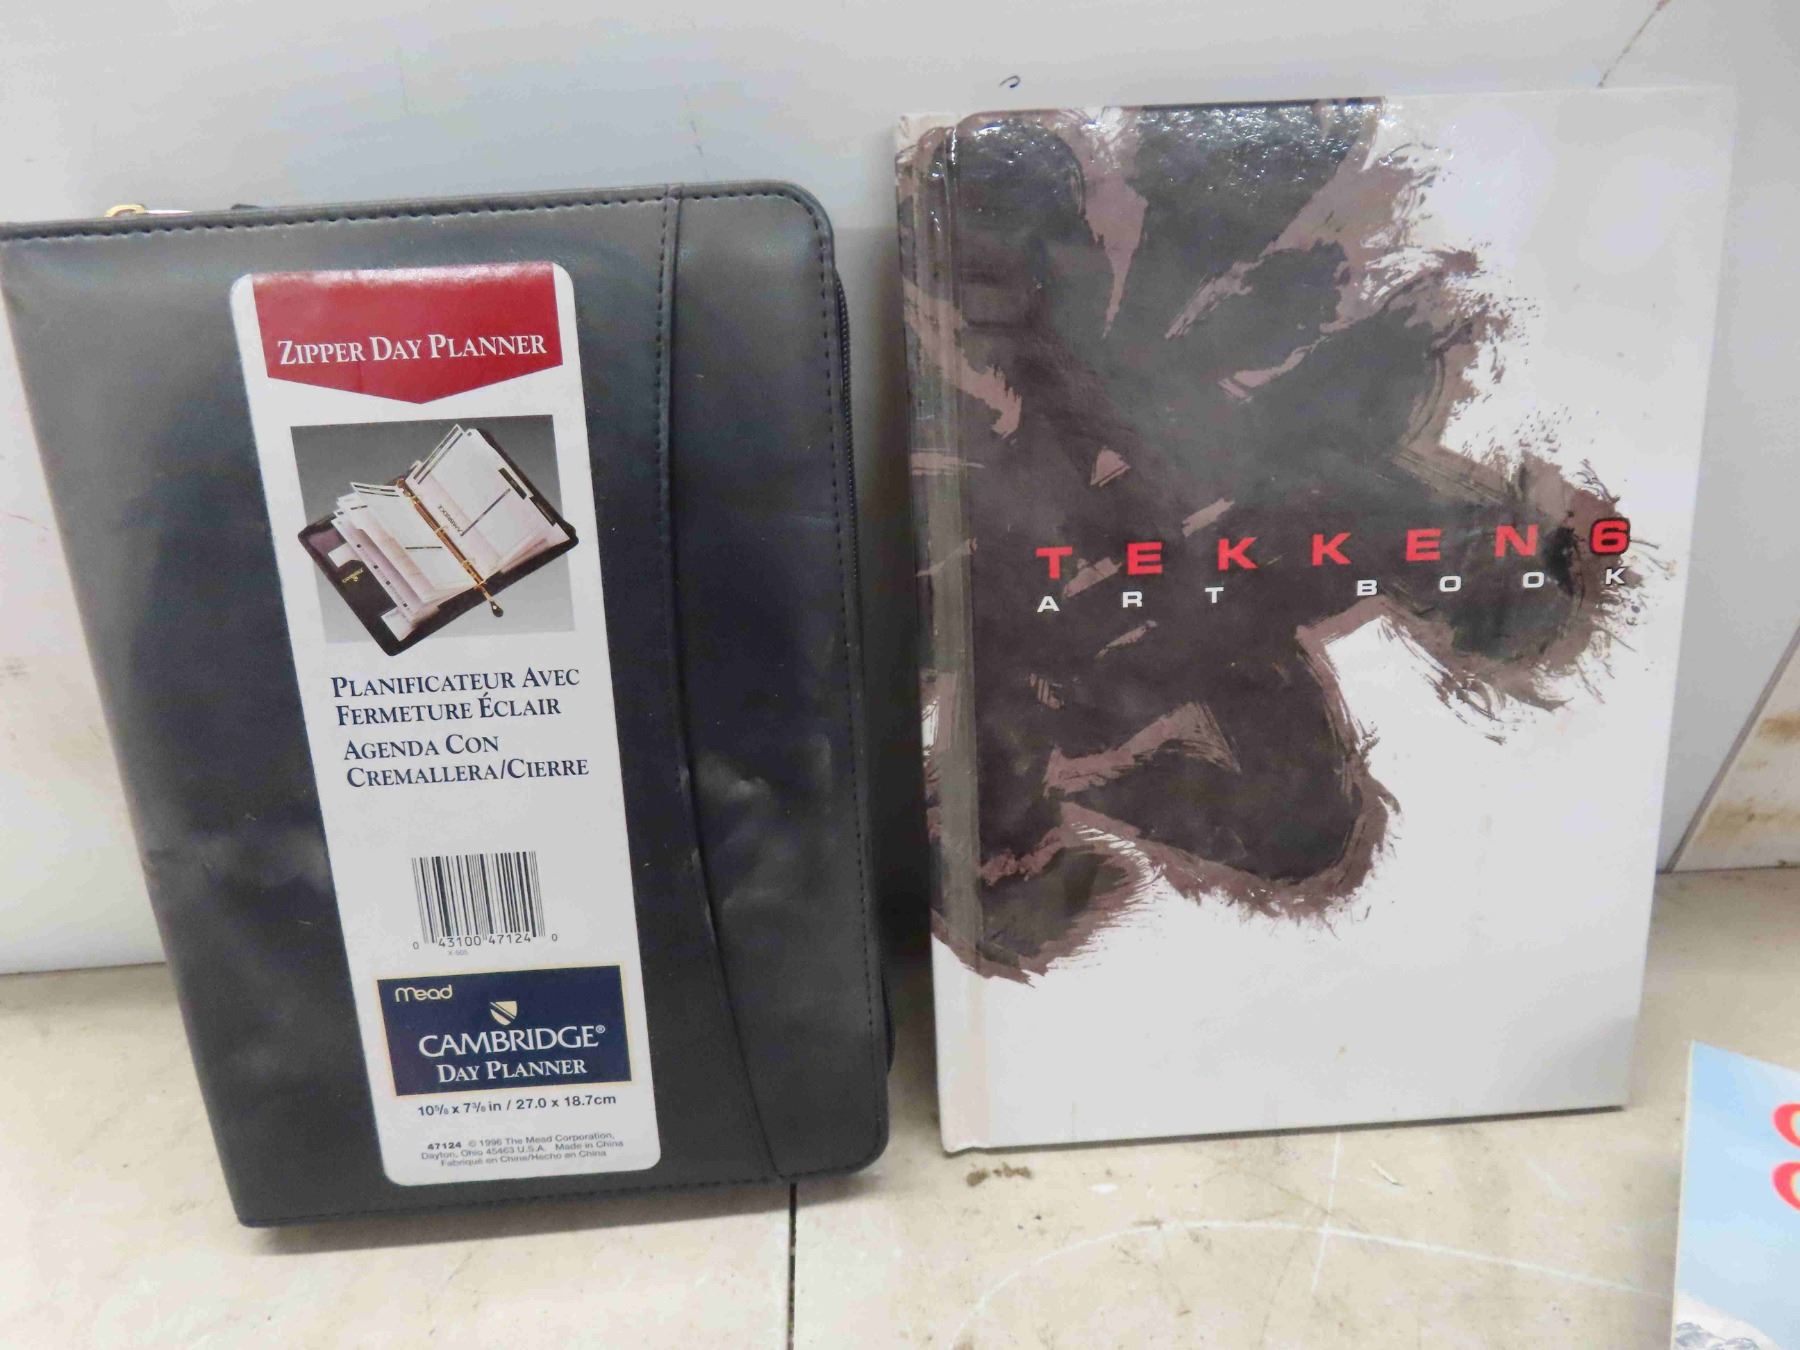 ZIPPER DAY PLANNER
PLANIFICATEUR AVEC
FERMETURE ÉCLAIR
AGENDA CON
CREMALLERA/CIERRE
0 43100 47124 0
X-905
Mead
CAMBRIDGE®
DAY PLANNER
10⅝ x 7⅜ in / 27.0 x 18.7cm
47124 © 1996 The Mead Corporation,
Dayton, Ohio 45463 U.S.A. Made in China
Fabriqué en Chine/Hecho en China
TEKKEN 6
ART BOOK